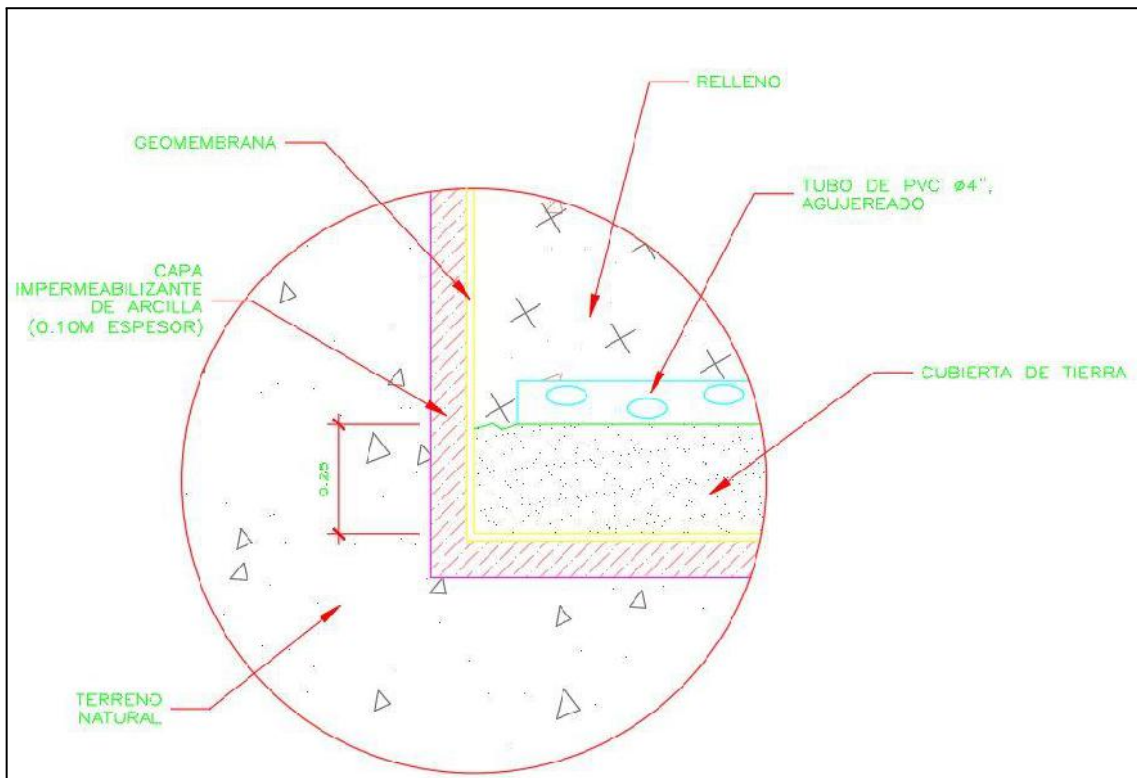 RELLENO
GEOMEMBRANA
TUBO DE PVC ø4",
AGUJEREADO
CAPA
IMPERMEABILIZANTE
DE ARCILLA
(0.10M ESPESOR)
CUBIERTA DE TIERRA
0.25
TERRENO
NATURAL